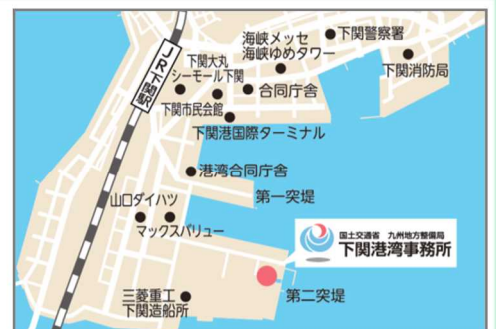 海峡メッセ
海峡ゆめタワー
下関警察署
下関消防局
下関大丸
シーモール下関
合同庁舎
下関市民会館
下関港国際ターミナル
JR下関駅
港湾合同庁舎
第一突堤
山口ダイハツ
マックスバリュー
国土交通省 九州地方整備局
下関港湾事務所
三菱重工
下関造船所
第二突堤